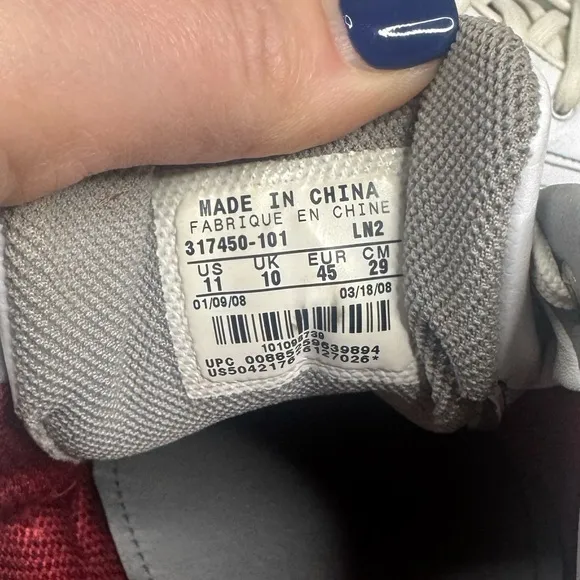 MADE IN CHINA
FABRIQUE EN CHINE
317450-101 LN2
US UK EUR CM
11 10 45 29
01/09/08 03/18/08
UPC